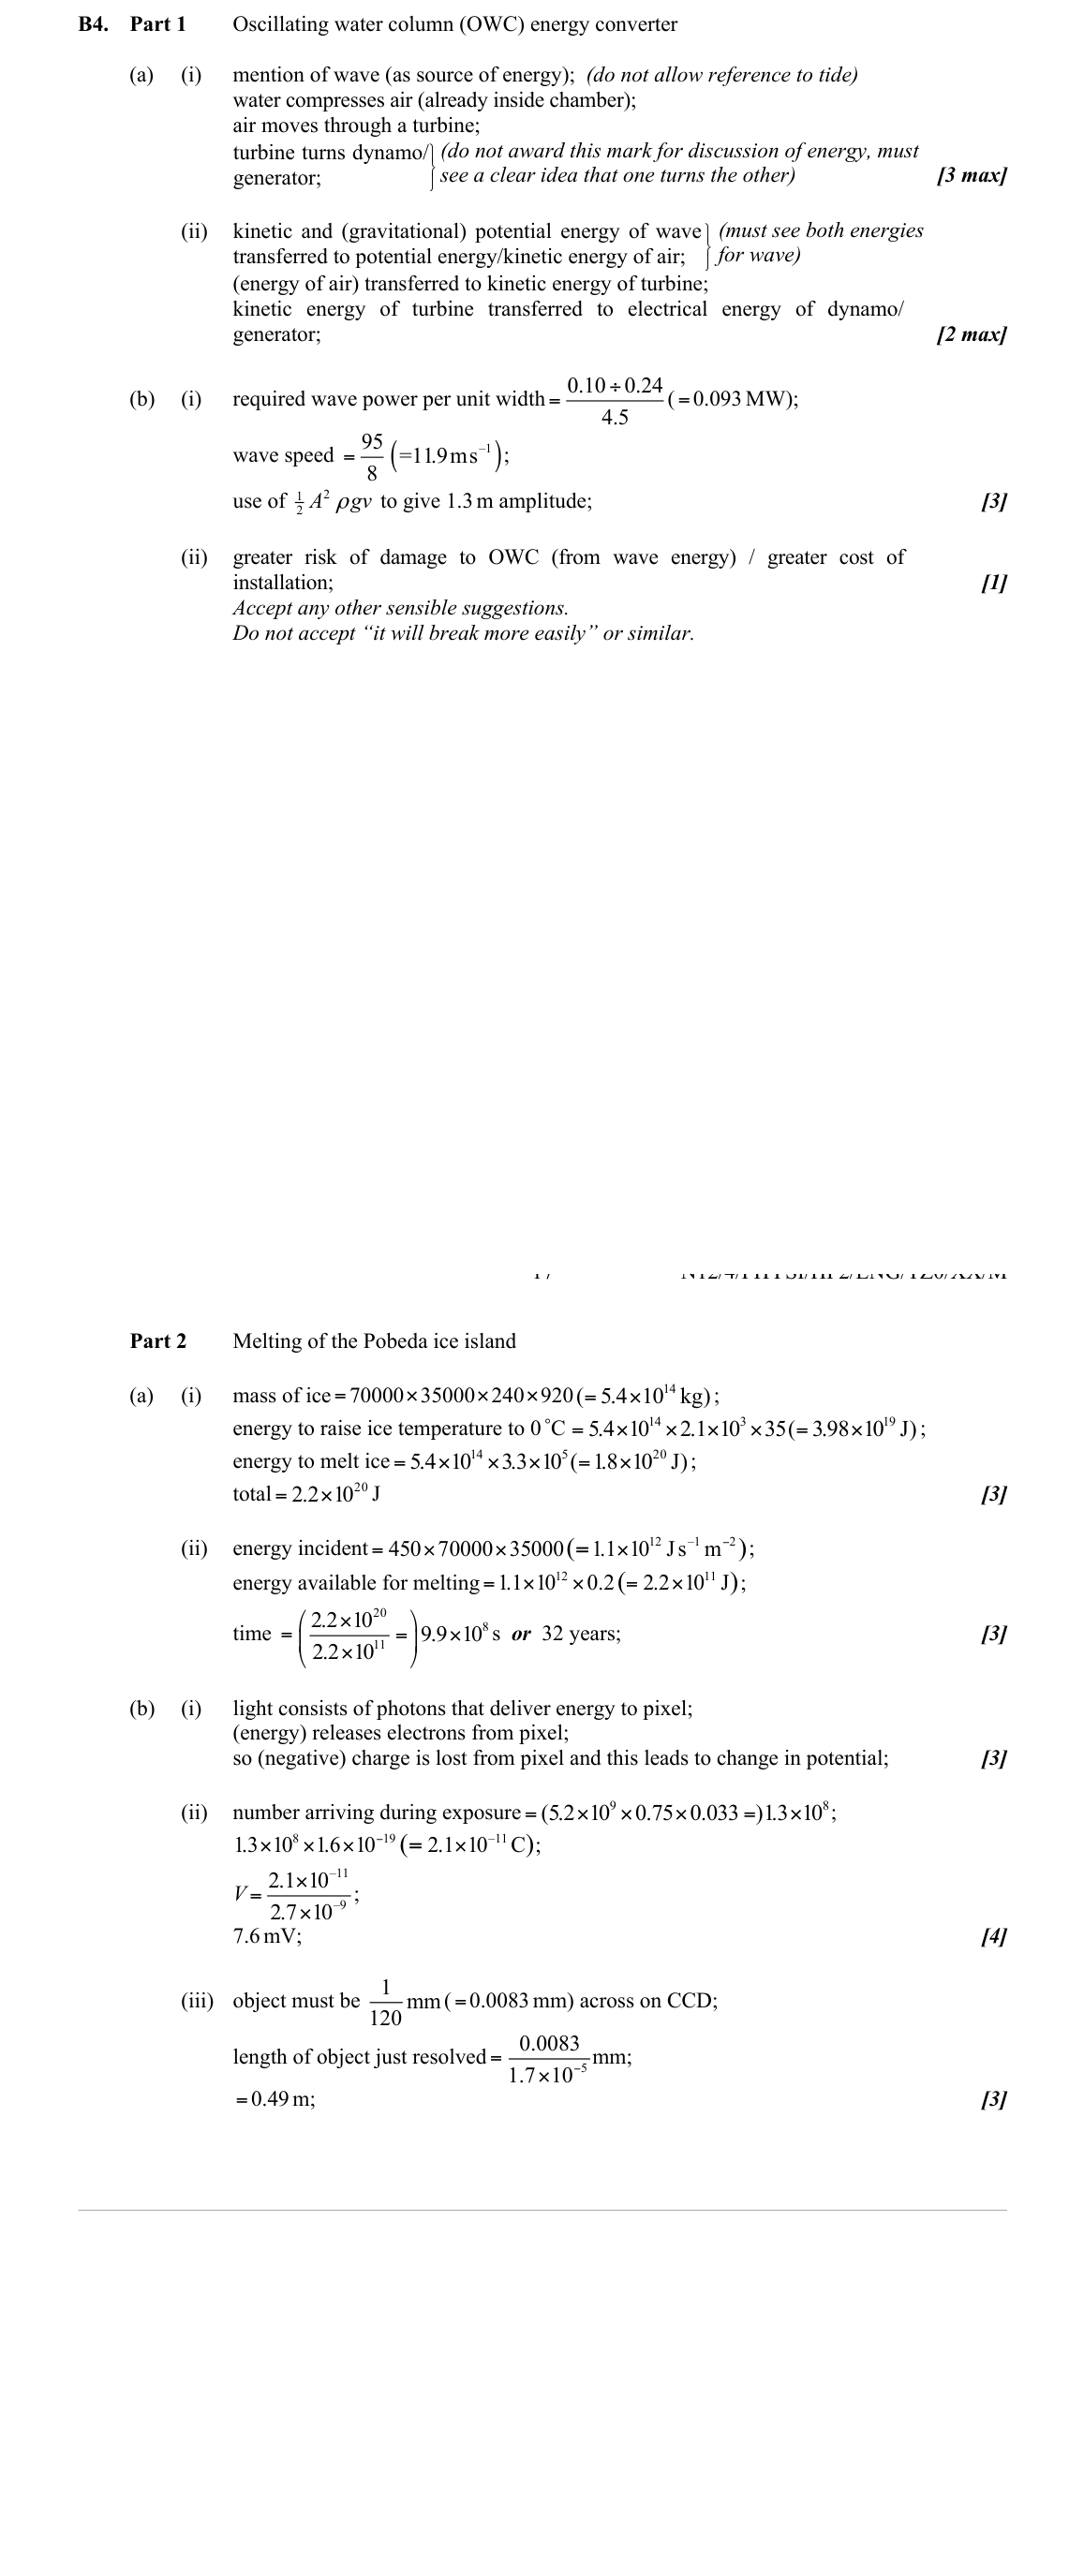 B4. Part 1 Oscillating water column (OWC) energy converter
(a) (i) mention of wave (as source of energy); (do not allow reference to tide)
water compresses air (already inside chamber);
air moves through a turbine;
turbine turns dynamo/ (do not award this mark for discussion of energy, must
generator; see a clear idea that one turns the other) [3 max]
(ii) kinetic and (gravitational) potential energy of wave (must see both energies
transferred to potential energy/kinetic energy of air; for wave)
(energy of air) transferred to kinetic energy of turbine;
kinetic energy of turbine transferred to electrical energy of dynamo/
generator; [2 max]
(b) (i) required wave power per unit width = (0.10 ÷ 0.24)/4.5 (= 0.093 MW);
wave speed = 95/8 (=11.9 m s⁻¹);
use of ½ A² ρgv to give 1.3 m amplitude; [3]
(ii) greater risk of damage to OWC (from wave energy) / greater cost of
installation; [1]
Accept any other sensible suggestions.
Do not accept “it will break more easily” or similar.
Part 2 Melting of the Pobeda ice island
(a) (i) mass of ice = 70000×35000×240×920 (= 5.4×10¹⁴ kg);
energy to raise ice temperature to 0 °C = 5.4×10¹⁴ ×2.1×10³ ×35 (= 3.98×10¹⁹ J);
energy to melt ice = 5.4×10¹⁴ ×3.3×10⁵ (= 1.8×10²⁰ J);
total = 2.2×10²⁰ J [3]
(ii) energy incident = 450×70000×35000 (= 1.1×10¹² J s⁻¹ m⁻²);
energy available for melting = 1.1×10¹² ×0.2 (= 2.2×10¹¹ J);
time = (2.2×10²⁰/2.2×10¹¹ =) 9.9×10⁸ s or 32 years; [3]
(b) (i) light consists of photons that deliver energy to pixel;
(energy) releases electrons from pixel;
so (negative) charge is lost from pixel and this leads to change in potential; [3]
(ii) number arriving during exposure = (5.2×10⁹ ×0.75×0.033 =)1.3×10⁸;
1.3×10⁸ ×1.6×10⁻¹⁹ (= 2.1×10⁻¹¹ C);
V = 2.1×10⁻¹¹/2.7×10⁻⁹;
7.6 mV; [4]
(iii) object must be 1/120 mm (= 0.0083 mm) across on CCD;
length of object just resolved = 0.0083/1.7×10⁻⁵ mm;
= 0.49 m; [3]